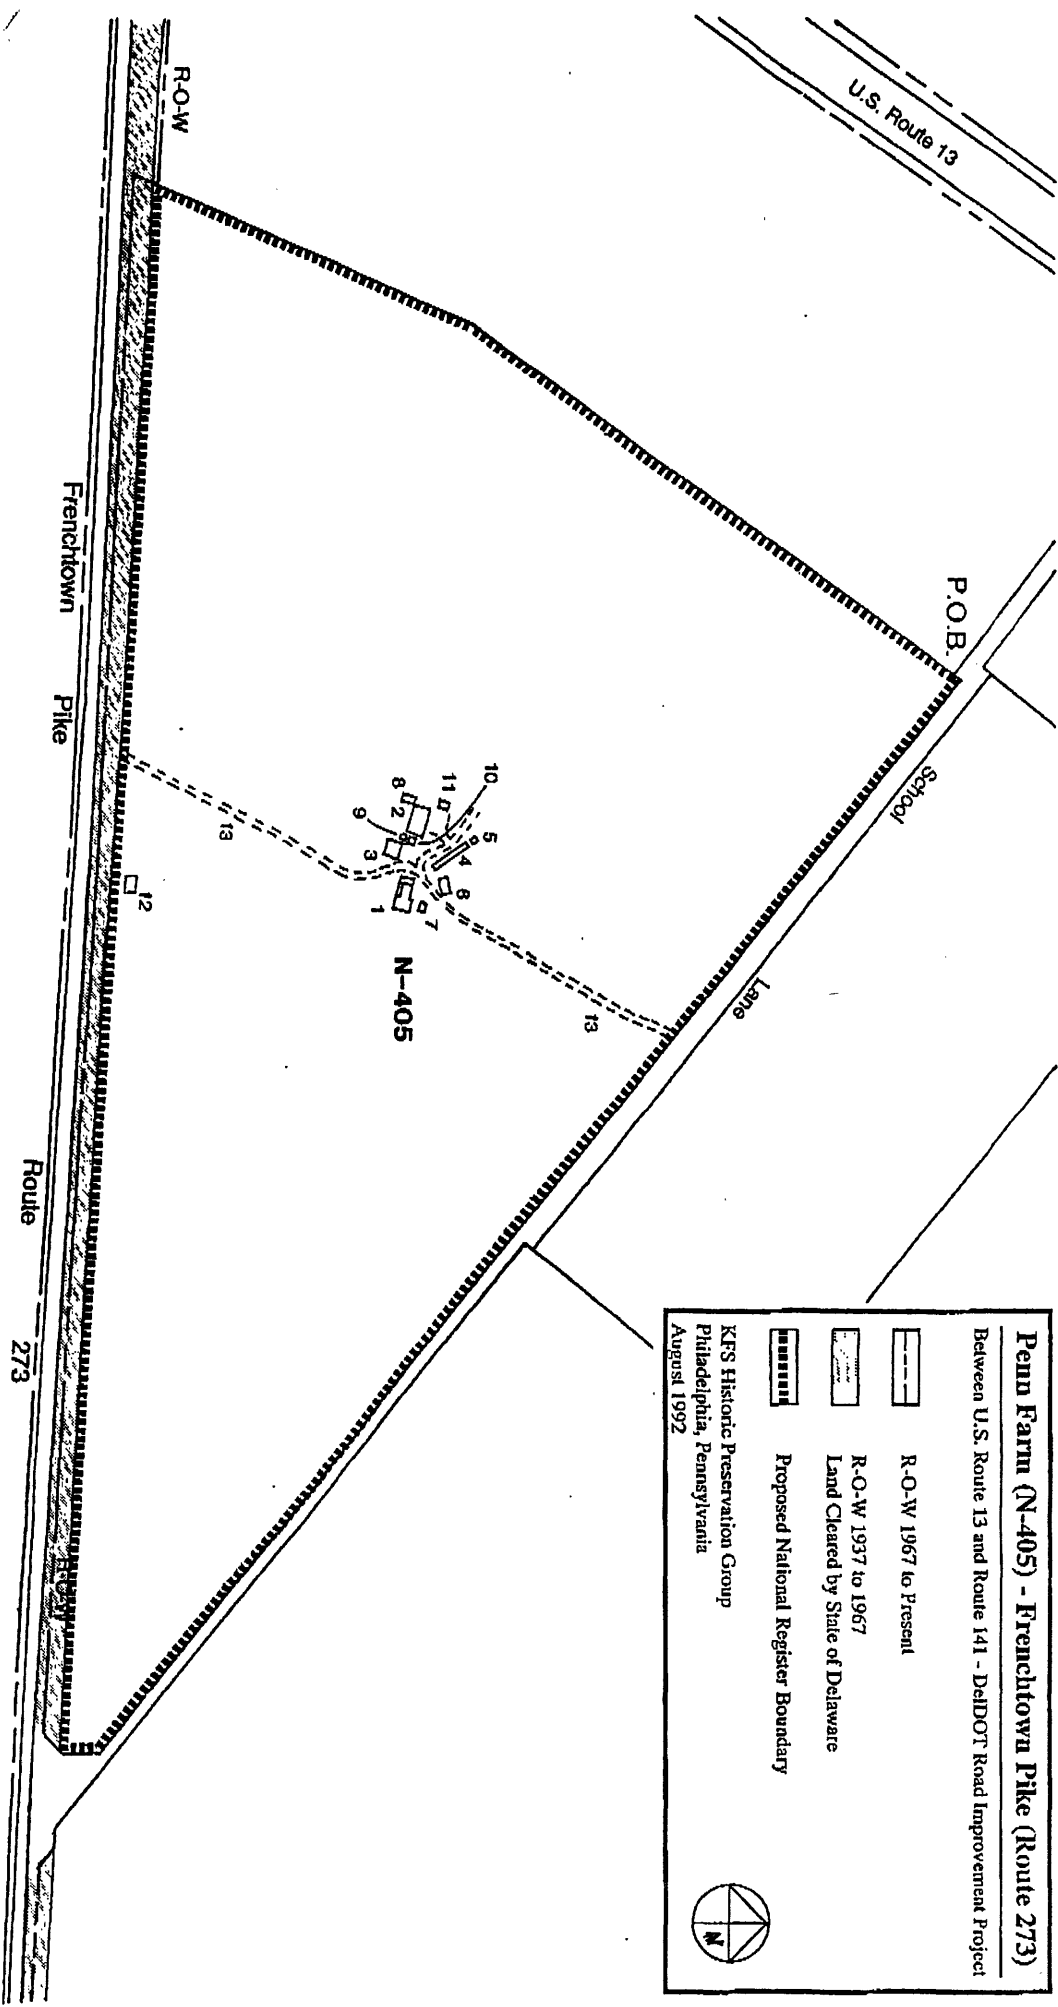 Penn Farm (N-405) - Frenchtown Pike (Route 273)
Between U.S. Route 13 and Route 141 - DelDOT Road Improvement Project
R-O-W 1967 to Present
R-O-W 1937 to 1967
Land Cleared by State of Delaware
Proposed National Register Boundary
KFS Historic Preservation Group
Philadelphia, Pennsylvania
August 1992
N
U.S. Route 13
P.O.B.
School Lane
R-O-W
10
11
5
8
2
4
9
6
3
7
1
N-405
13
13
12
R-O-W
Frenchtown Pike Route 273